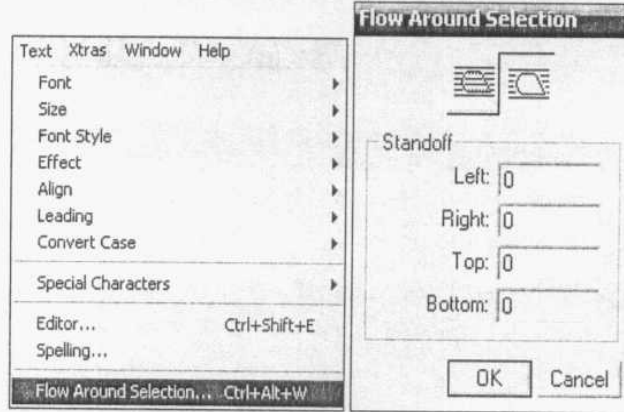 Text Xtras Window Help
Font
Size
Font Style
Effect
Align
Leading
Convert Case
Special Characters
Editor... Ctrl+Shift+E
Spelling...
Flow Around Selection... Ctrl+Alt+W
Flow Around Selection
Standoff
Left: 0
Right: 0
Top: 0
Bottom: 0
OK Cancel